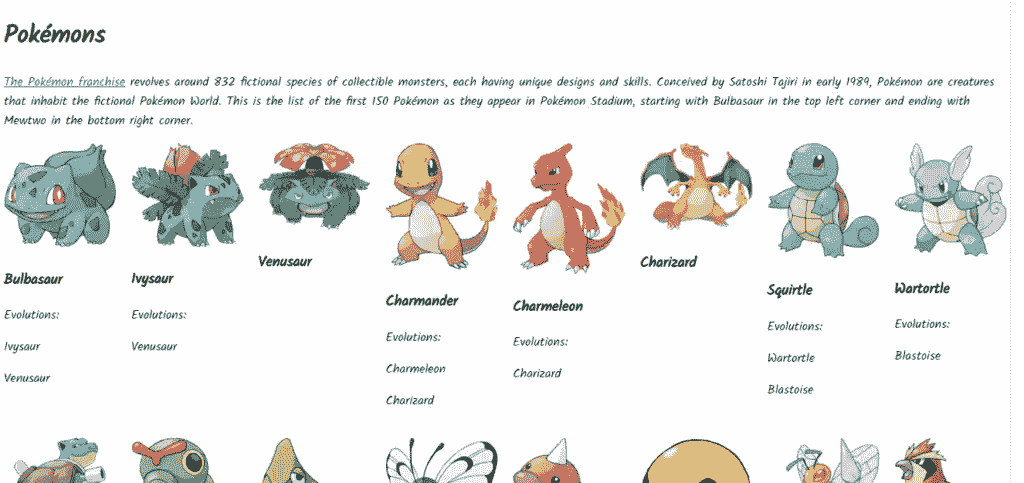 Pokémons
The Pokémon franchise revolves around 832 fictional species of collectible monsters, each having unique designs and skills. Conceived by Satoshi Tajiri in early 1989, Pokémon are creatures
that inhabit the fictional Pokémon World. This is the list of the first 150 Pokémon as they appear in Pokémon Stadium, starting with Bulbasaur in the top left corner and ending with
Mewtwo in the bottom right corner.
Bulbasaur
Evolutions:
Ivysaur
Venusaur
Ivysaur
Evolutions:
Venusaur
Venusaur
Charmander
Evolutions:
Charmeleon
Charizard
Charmeleon
Evolutions:
Charizard
Charizard
Squirtle
Evolutions:
Wartortle
Blastoise
Wartortle
Evolutions:
Blastoise